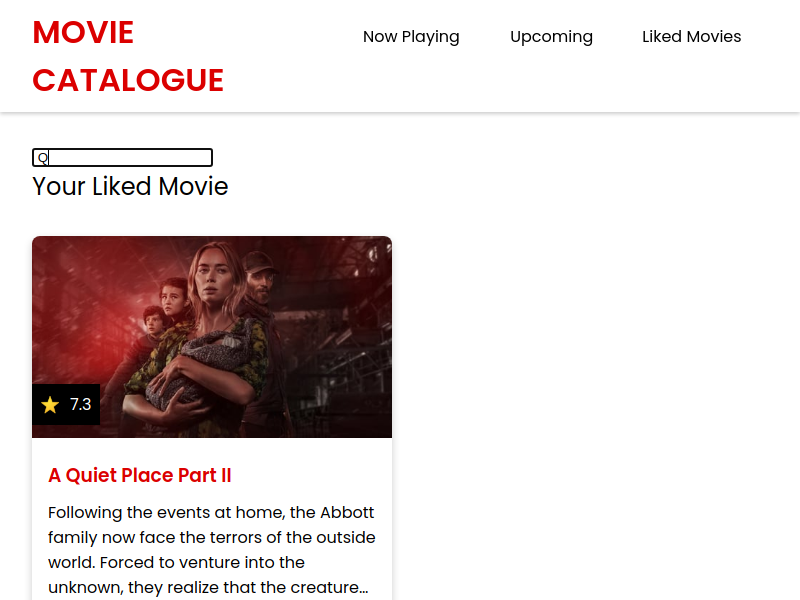 MOVIE
CATALOGUE
Now Playing
Upcoming
Liked Movies
Q
Your Liked Movie
7.3
A Quiet Place Part II
Following the events at home, the Abbott
family now face the terrors of the outside
world. Forced to venture into the
unknown, they realize that the creature...